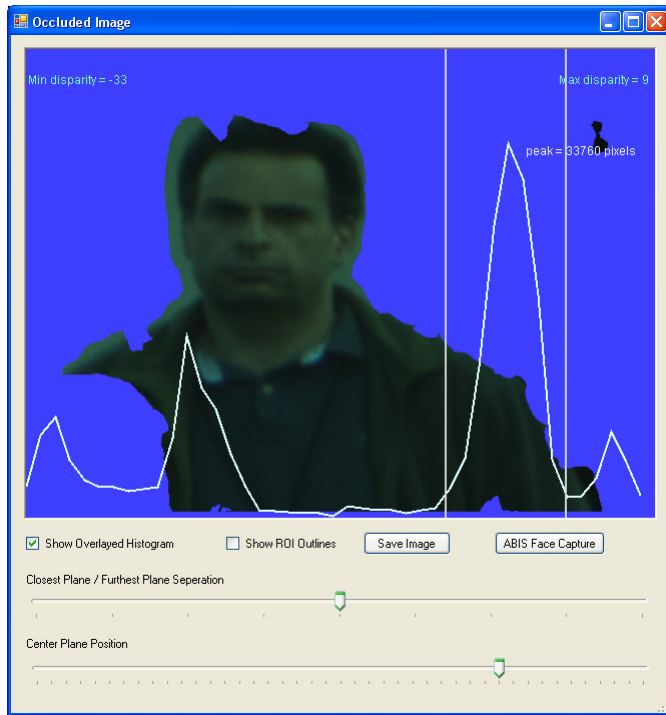 Occluded Image
Min disparity = -33
Max disparity = 9
peak = 33760 pixels
Show Overlayed Histogram
Show ROI Outlines
Save Image
ABIS Face Capture
Closest Plane / Furthest Plane Seperation
Center Plane Position